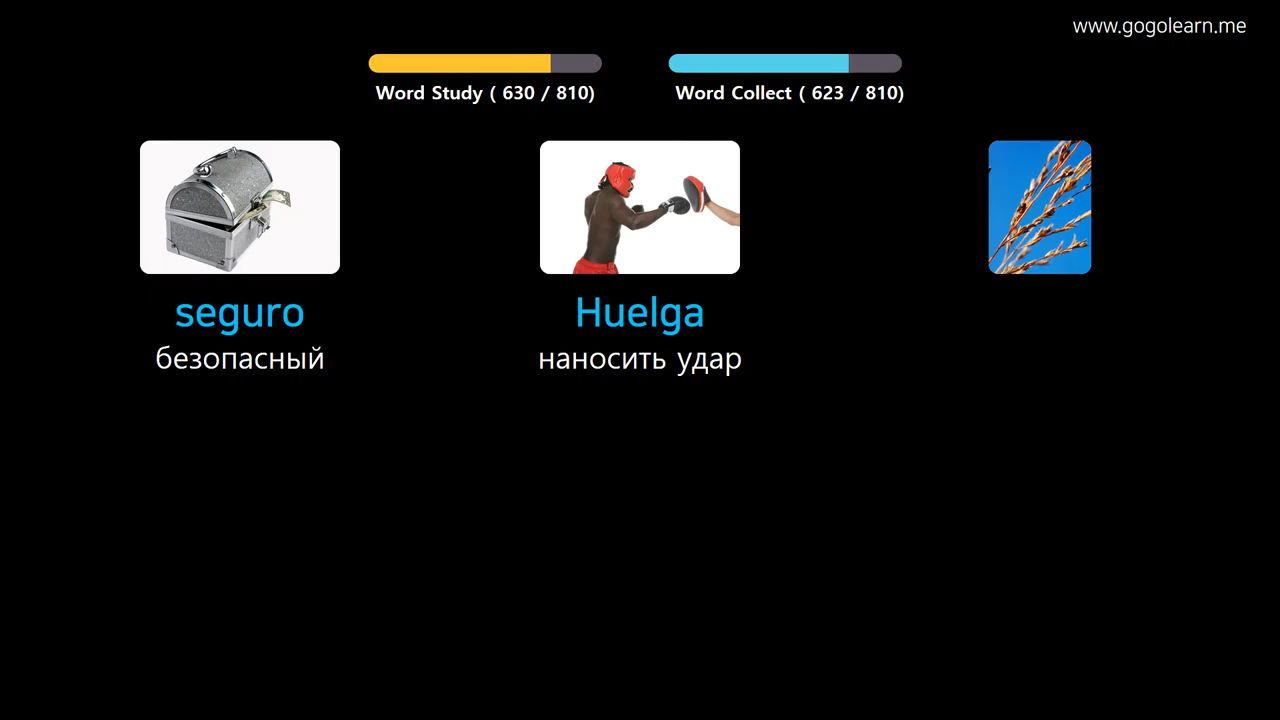 www.gogolearn.me
Word Study ( 630 / 810)
Word Collect ( 623 / 810)
seguro
безопасный
Huelga
наносить удар